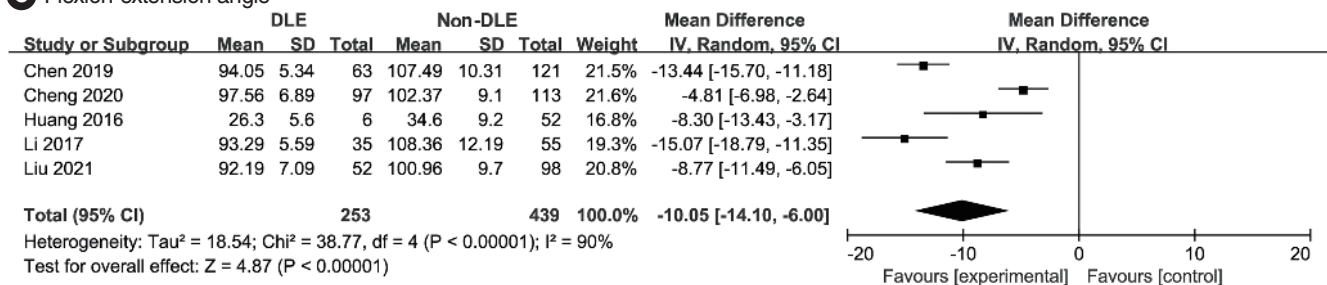 Flexion-extension angle
DLE Non-DLE Mean Difference Mean Difference
Study or Subgroup Mean SD Total Mean SD Total Weight IV, Random, 95% CI IV, Random, 95% CI
Chen 2019 94.05 5.34 63 107.49 10.31 121 21.5% -13.44 [-15.70, -11.18]
Cheng 2020 97.56 6.89 97 102.37 9.1 113 21.6% -4.81 [-6.98, -2.64]
Huang 2016 26.3 5.6 6 34.6 9.2 52 16.8% -8.30 [-13.43, -3.17]
Li 2017 93.29 5.59 35 108.36 12.19 55 19.3% -15.07 [-18.79, -11.35]
Liu 2021 92.19 7.09 52 100.96 9.7 98 20.8% -8.77 [-11.49, -6.05]
Total (95% CI) 253 439 100.0% -10.05 [-14.10, -6.00]
Heterogeneity: Tau² = 18.54; Chi² = 38.77, df = 4 (P < 0.00001); I² = 90%
Test for overall effect: Z = 4.87 (P < 0.00001)
-20 -10 0 10 20
Favours [experimental] Favours [control]